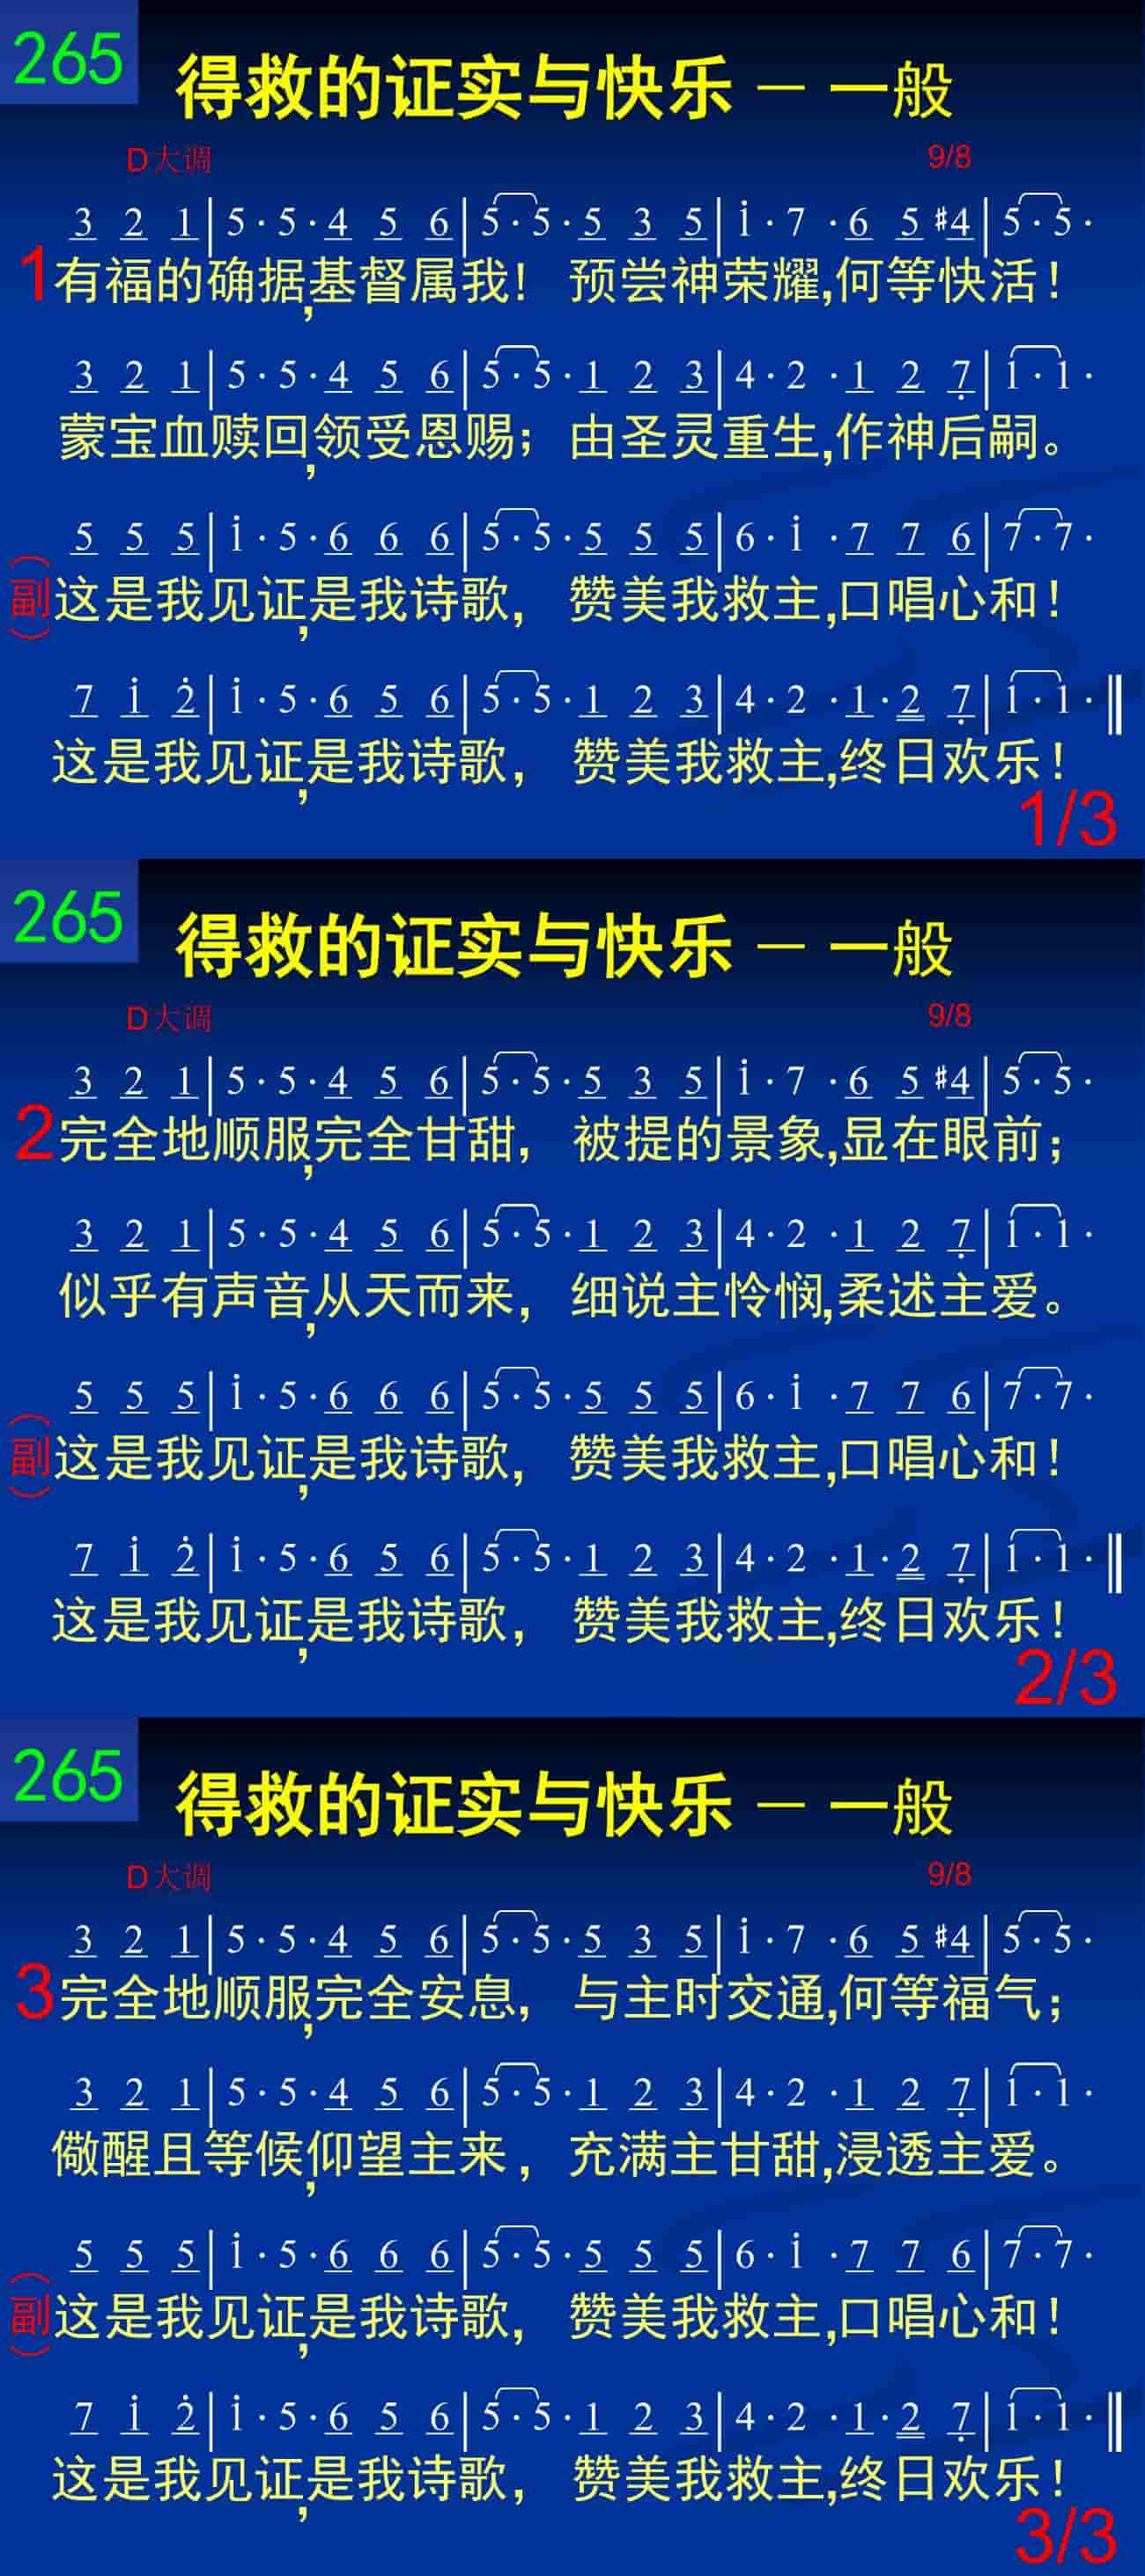 265
得救的证实与快乐 — 一般
D大调 9/8
3 2 1|5·5·4 5 6|5·5·5 3 5|i·7·6 5 #4|5·5·
1 有福的确据,基督属我! 预尝神荣耀,何等快活!
3 2 1|5·5·4 5 6|5·5·1 2 3|4·2·1 2 7̣|1·1·
蒙宝血赎回,领受恩赐; 由圣灵重生,作神后嗣。
5 5 5|i·5·6 6 6|5·5·5 5 5|6·i·7 7 6|7·7·
(副)这是我见证,是我诗歌, 赞美我救主,口唱心和!
7 i 2̇|i·5·6 5 6|5·5·1 2 3|4·2·1·2 7̣|1·1·‖
这是我见证,是我诗歌, 赞美我救主,终日欢乐!
1/3
265
得救的证实与快乐 — 一般
D大调 9/8
3 2 1|5·5·4 5 6|5·5·5 3 5|i·7·6 5 #4|5·5·
2 完全地顺服,完全甘甜, 被提的景象,显在眼前;
3 2 1|5·5·4 5 6|5·5·1 2 3|4·2·1 2 7̣|1·1·
似乎有声音,从天而来, 细说主怜悯,柔述主爱。
5 5 5|i·5·6 6 6|5·5·5 5 5|6·i·7 7 6|7·7·
(副)这是我见证,是我诗歌, 赞美我救主,口唱心和!
7 i 2̇|i·5·6 5 6|5·5·1 2 3|4·2·1·2 7̣|1·1·‖
这是我见证,是我诗歌, 赞美我救主,终日欢乐!
2/3
265
得救的证实与快乐 — 一般
D大调 9/8
3 2 1|5·5·4 5 6|5·5·5 3 5|i·7·6 5 #4|5·5·
3 完全地顺服,完全安息, 与主时交通,何等福气;
3 2 1|5·5·4 5 6|5·5·1 2 3|4·2·1 2 7̣|1·1·
儆醒且等候,仰望主来, 充满主甘甜,浸透主爱。
5 5 5|i·5·6 6 6|5·5·5 5 5|6·i·7 7 6|7·7·
(副)这是我见证,是我诗歌, 赞美我救主,口唱心和!
7 i 2̇|i·5·6 5 6|5·5·1 2 3|4·2·1·2 7̣|1·1·‖
这是我见证,是我诗歌, 赞美我救主,终日欢乐!
3/3